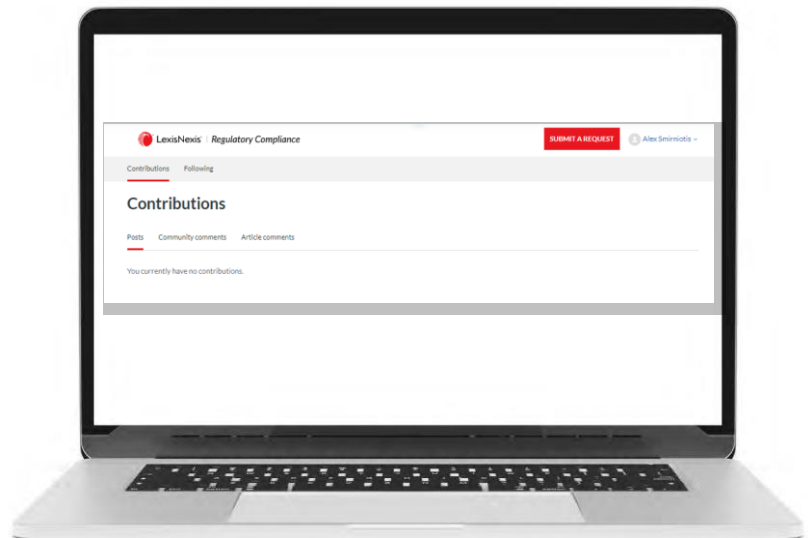 LexisNexis® | Regulatory Compliance
SUBMIT A REQUEST
Alex Smirniotis
Contributions Following
Contributions
Posts Community comments Article comments
You currently have no contributions.